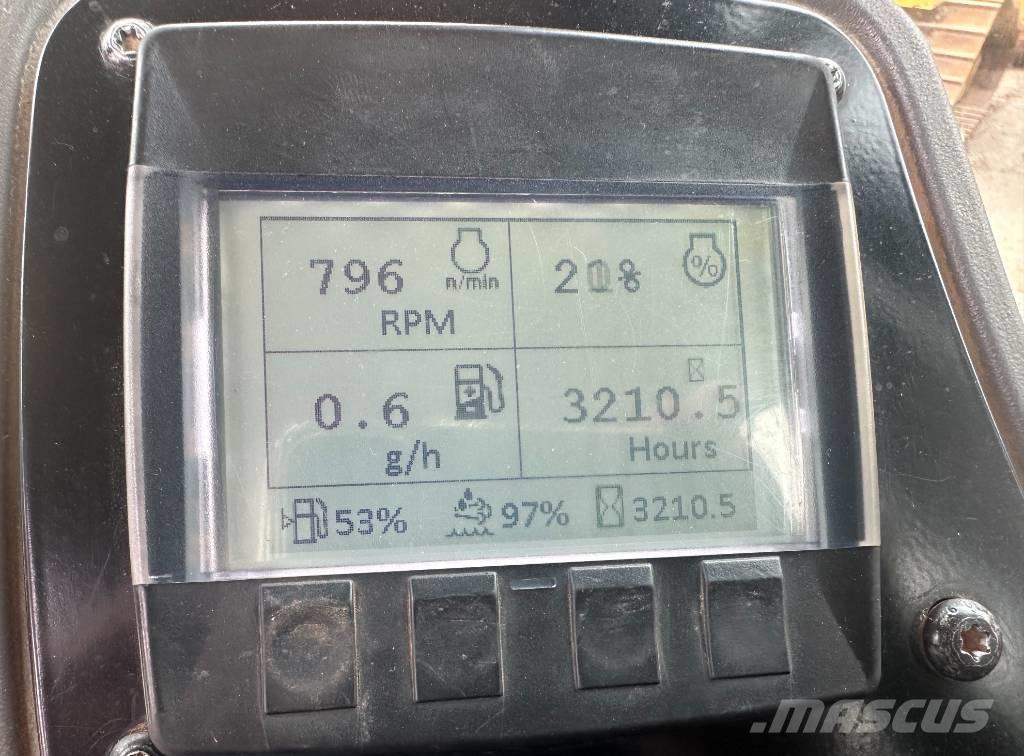 796 n/min
RPM
%
0.6
g/h
3210.5
Hours
53% 97% 3210.5
MASCUS